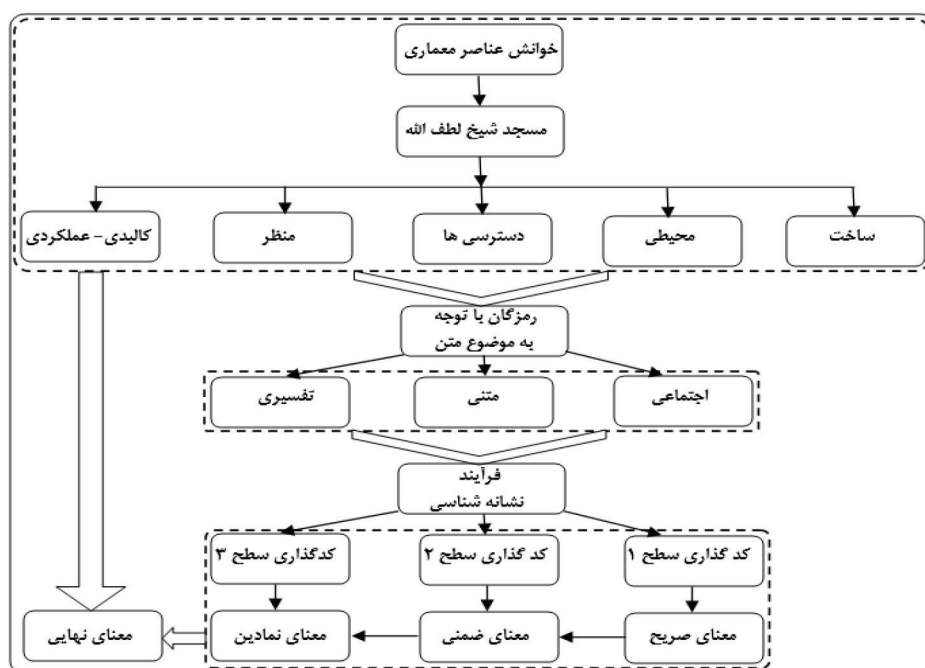 خوانش عناصر معماری
مسجد شیخ لطف الله
ساخت
محیطی
دسترسی ها
منظر
کالبدی- عملکردی
رمزگان با توجه
به موضوع متن
اجتماعی
متنی
تفسیری
فرآیند
نشانه شناسی
کد گذاری سطح ۱
کد گذاری سطح ۲
کدگذاری سطح ۳
معنای صریح
معنای ضمنی
معنای نمادین
معنای نهایی